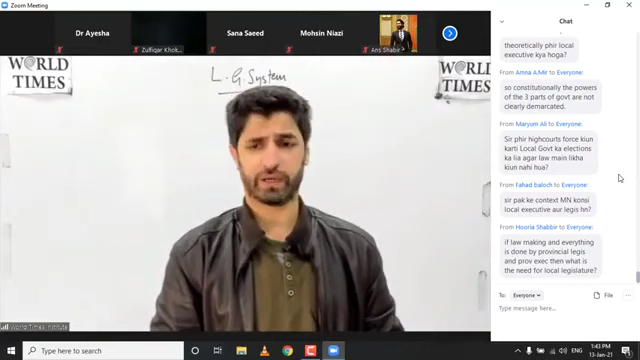 Zoom Meeting
Dr Ayesha
Zulfiqar Khok...
Sana Saeed
Mohsin Niazi
Ans Shabir
Chat
theoretically phir local
executive kya hoga?
From Amna A.Mir to Everyone:
so constitutionally the powers
of the 3 parts of govt are not
clearly demarcated.
From Maryum Ali to Everyone:
Sir phir highcourts force kiun
karti Local Govt ka elections
ka lia agar law main likha
kiun nahi hua?
From Fahad baloch to Everyone:
sir pak ke context MN konsi
local executive aur legis hn?
From Hooria Shabbir to Everyone:
if law making and everything
is done by provincial legis
and prov exec then what is
the need for local legislature?
To: Everyone
File
Type message here...
WORLD
TIMES
L. G. System
WORLD
TIMES
World Times Institute
Type here to search
1:43 PM
13-Jan-21